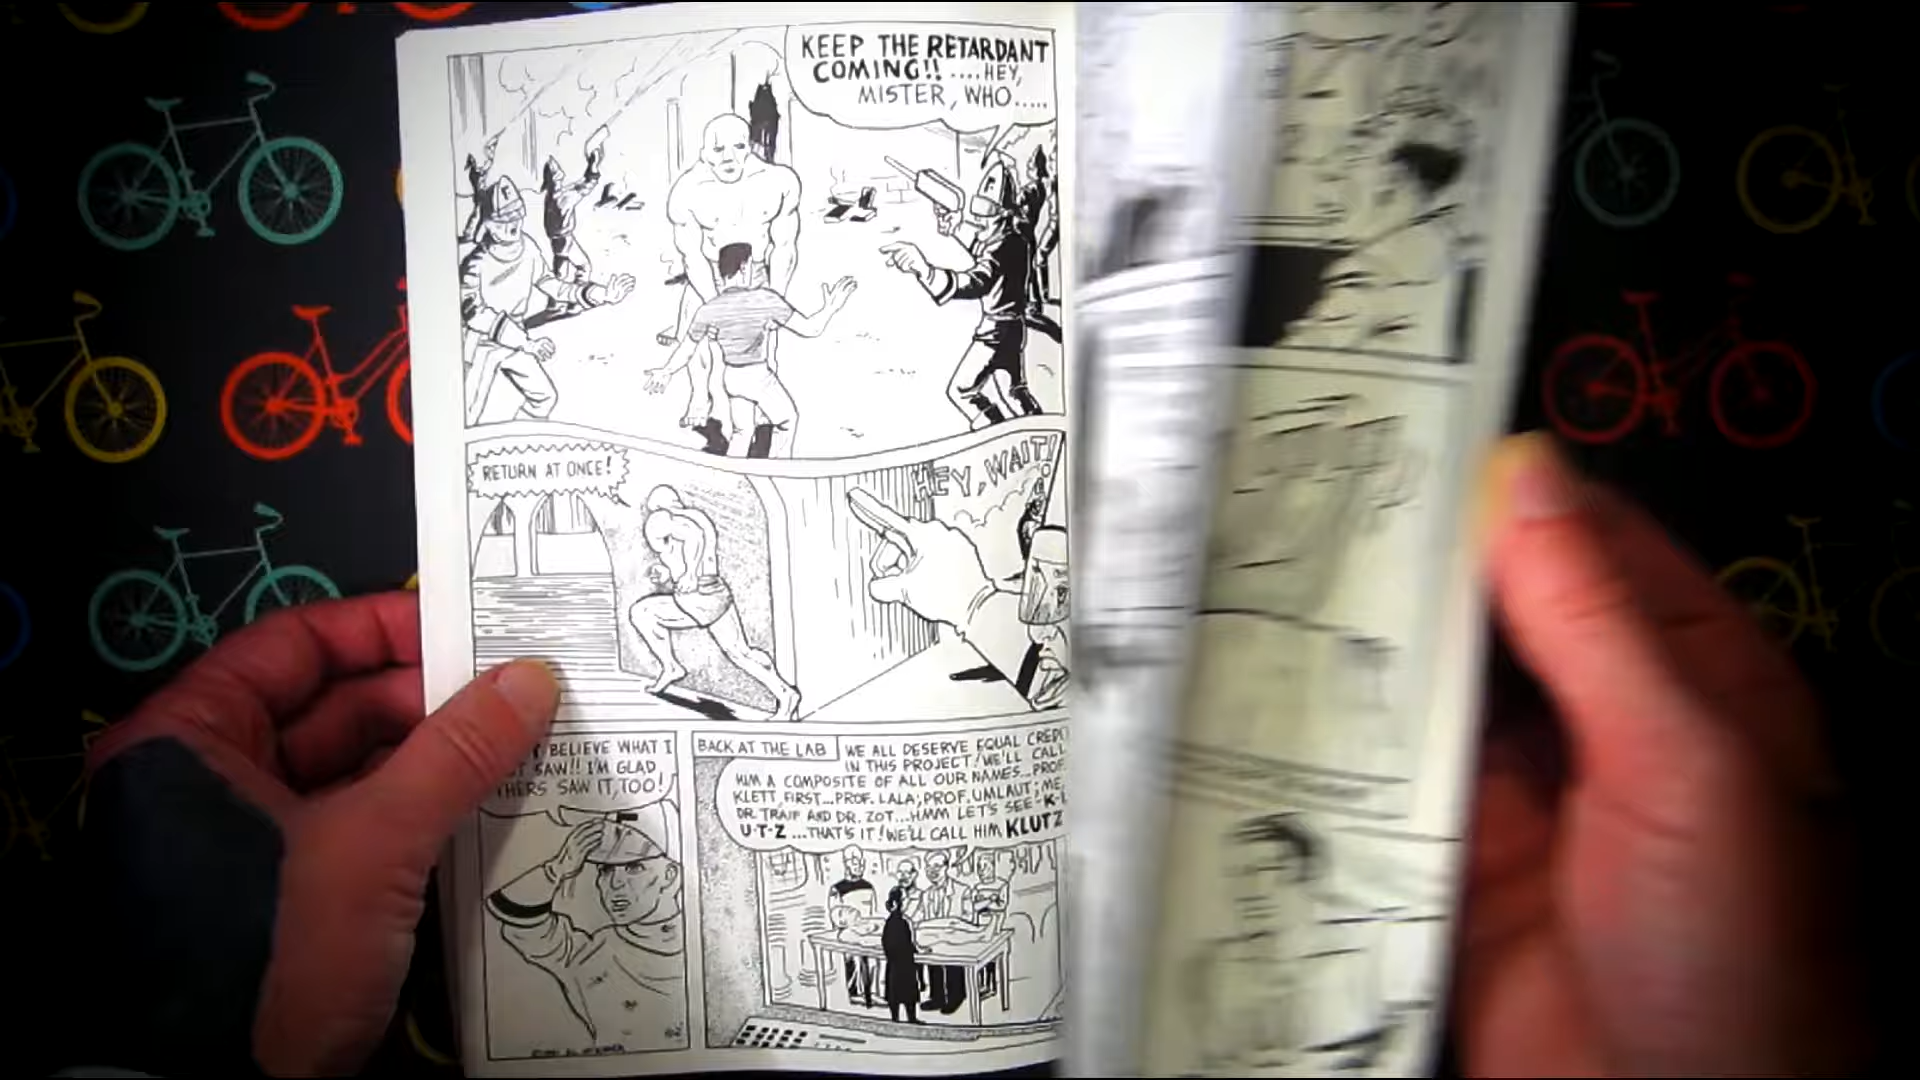 KEEP THE RETARDANT
COMING!! ....HEY,
MISTER, WHO.....
RETURN AT ONCE!
HEY, WAIT!
BELIEVE WHAT I
SAW!! I'M GLAD
SAW IT, TOO!
BACK AT THE LAB
WE ALL DESERVE EQUAL
IN THIS PROJECT! WE'LL CALL
HIM A COMPOSITE OF ALL OUR NAMES...PROF.
KLETT, FIRST...PROF. LALA; PROF. UMLAUT; ME,
DR. TRAIF AND DR. ZOT...HMM LET'S SEE! K-L
U-T-Z ...THAT'S IT! WE'LL CALL HIM KLUTZ